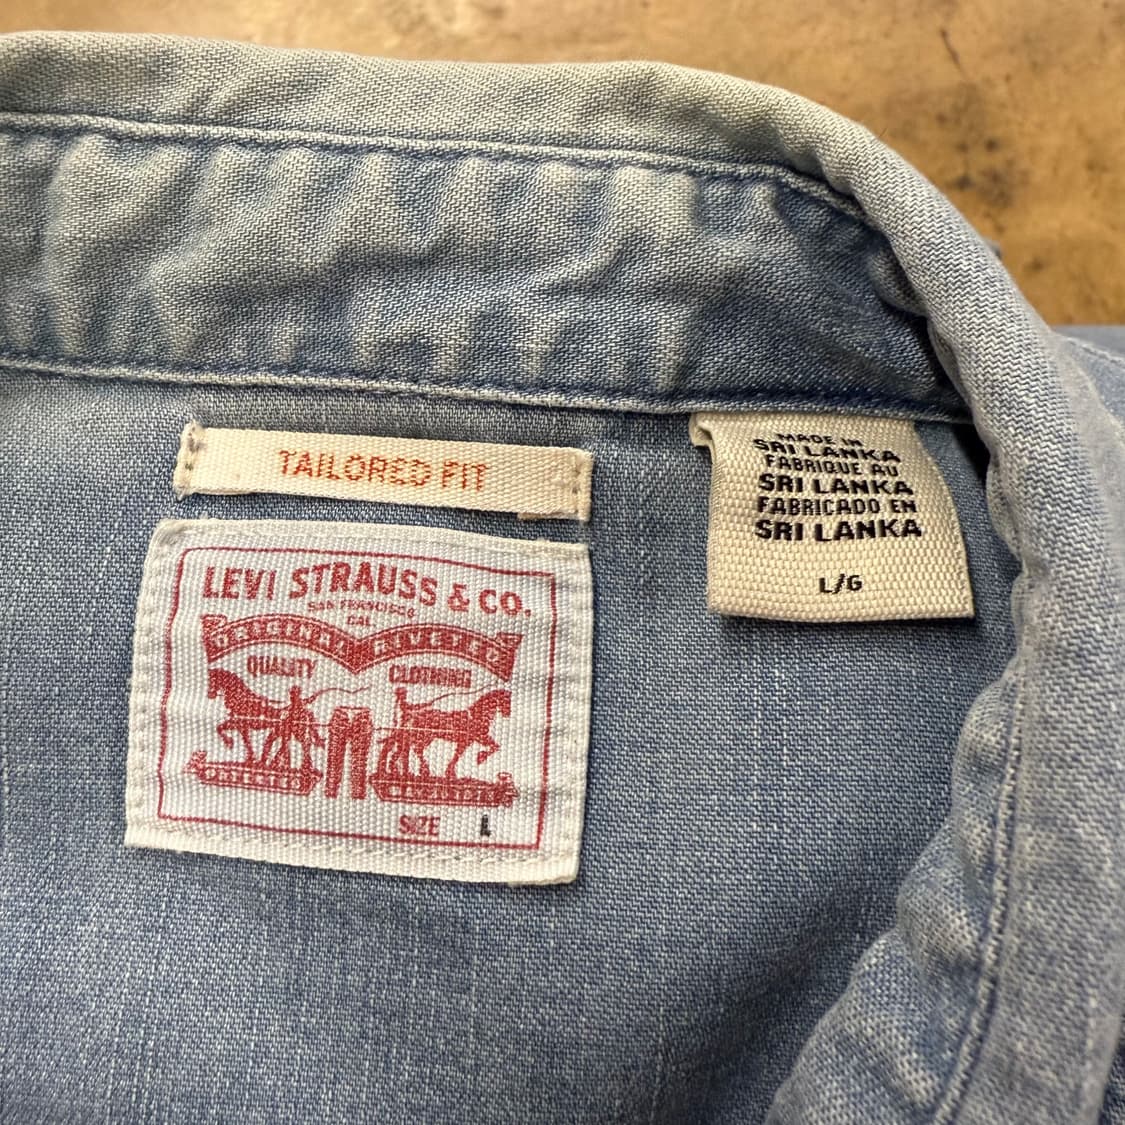 TAILORED FIT
LEVI STRAUSS & CO.
SAN FRANCISCO
CAL
ORIGINAL RIVETED
QUALITY CLOTHING
SIZE L
MADE IN
SRI LANKA
FABRIQUE AU
SRI LANKA
FABRICADO EN
SRI LANKA
L/G